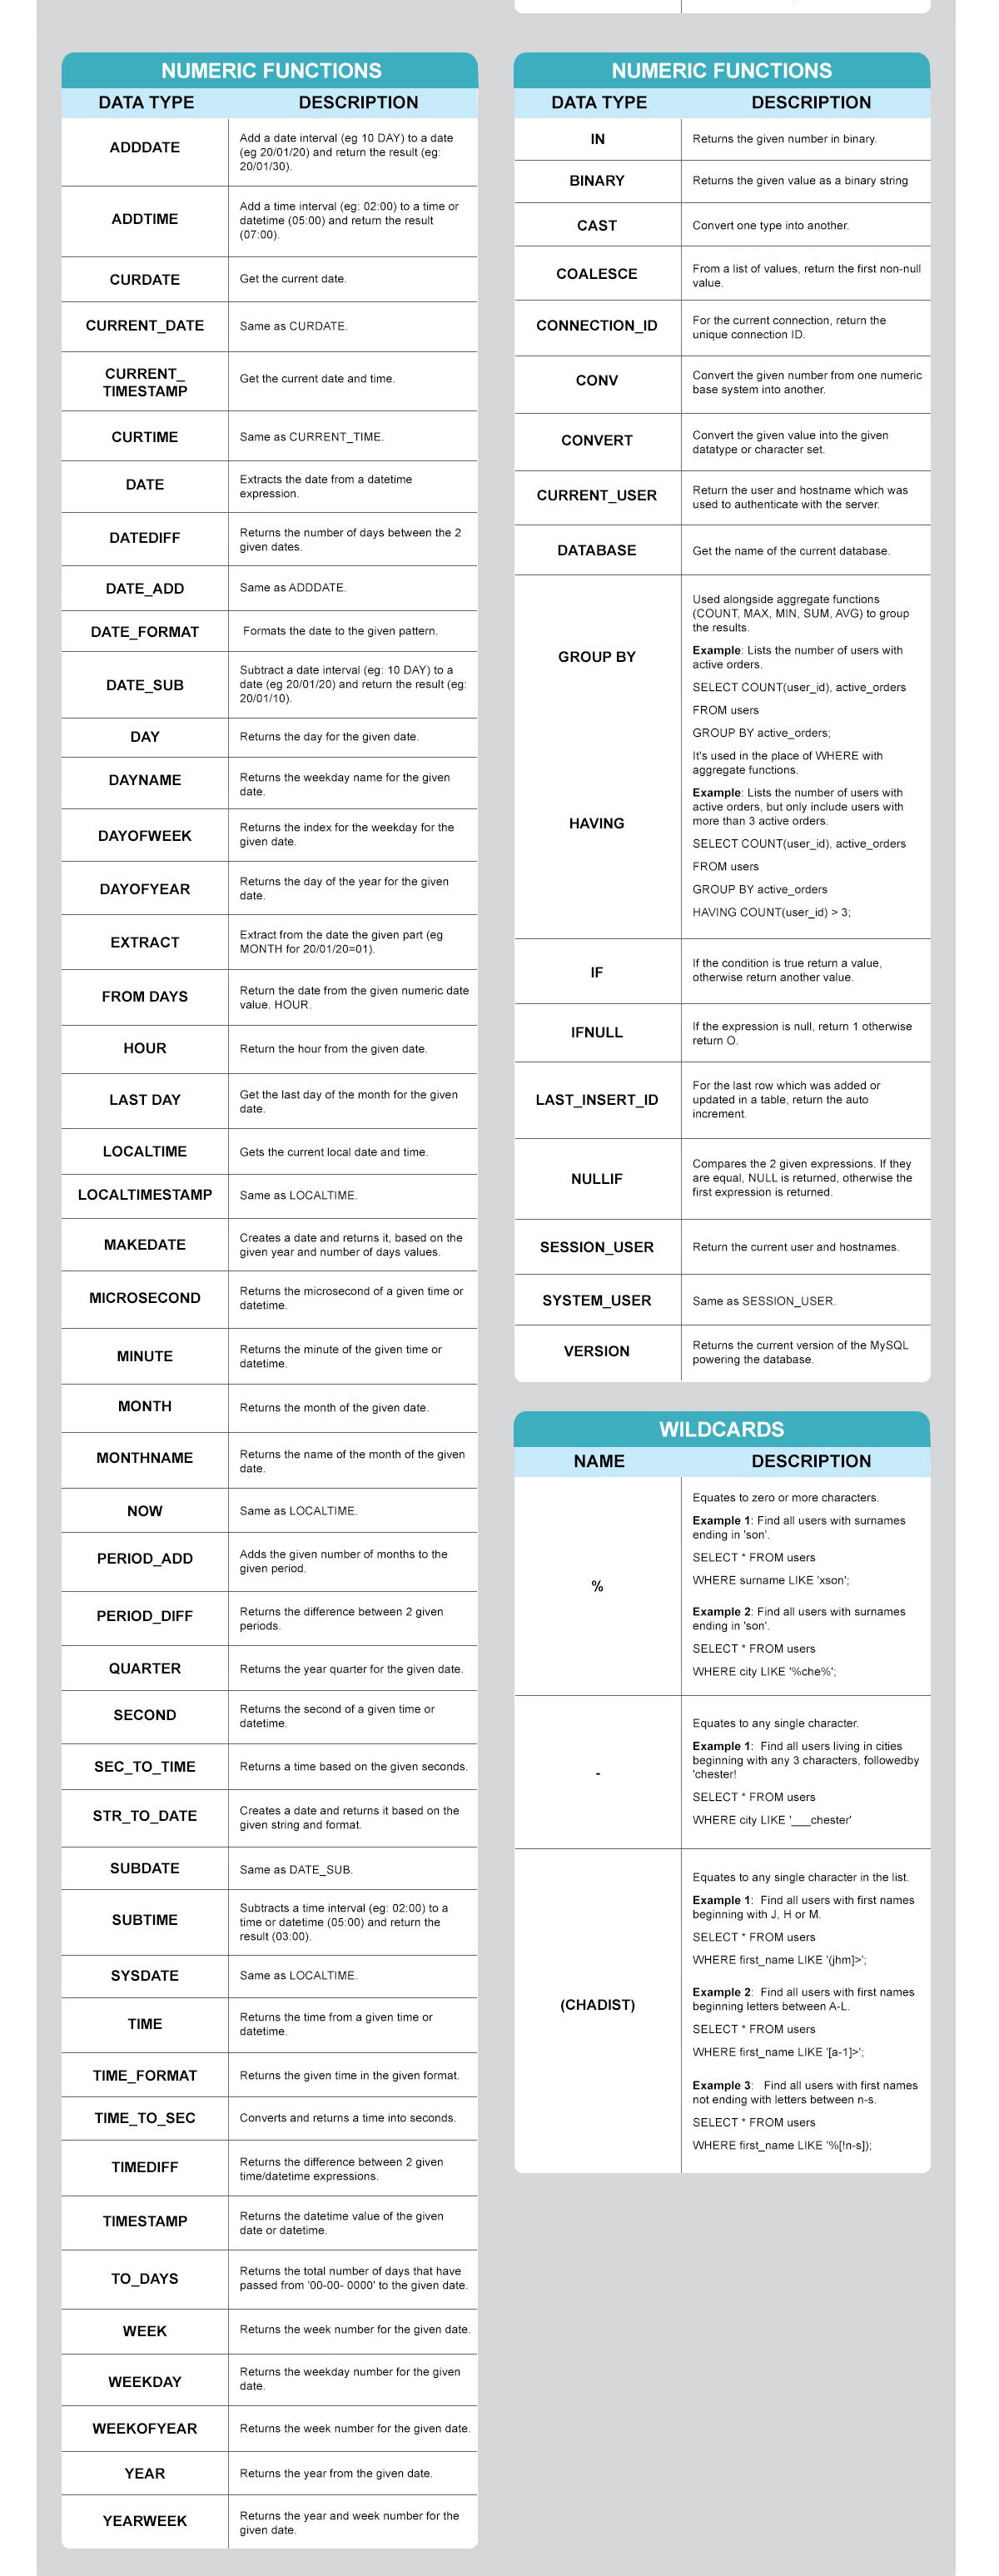 NUMERIC FUNCTIONS
DATA TYPE DESCRIPTION
ADDDATE
Add a date interval (eg 10 DAY) to a date
(eg 20/01/20) and return the result (eg:
20/01/30).
ADDTIME
Add a time interval (eg: 02:00) to a time or
datetime (05:00) and return the result
(07:00).
CURDATE
Get the current date.
CURRENT_DATE
Same as CURDATE.
CURRENT_
TIMESTAMP
Get the current date and time.
CURTIME
Same as CURRENT_TIME.
DATE
Extracts the date from a datetime
expression.
DATEDIFF
Returns the number of days between the 2
given dates.
DATE_ADD
Same as ADDDATE.
DATE_FORMAT
Formats the date to the given pattern.
DATE_SUB
Subtract a date interval (eg: 10 DAY) to a
date (eg 20/01/20) and return the result (eg:
20/01/10).
DAY
Returns the day for the given date.
DAYNAME
Returns the weekday name for the given
date.
DAYOFWEEK
Returns the index for the weekday for the
given date.
DAYOFYEAR
Returns the day of the year for the given
date.
EXTRACT
Extract from the date the given part (eg
MONTH for 20/01/20=01).
FROM DAYS
Return the date from the given numeric date
value. HOUR.
HOUR
Return the hour from the given date.
LAST DAY
Get the last day of the month for the given
date.
LOCALTIME
Gets the current local date and time.
LOCALTIMESTAMP
Same as LOCALTIME.
MAKEDATE
Creates a date and returns it, based on the
given year and number of days values.
MICROSECOND
Returns the microsecond of a given time or
datetime.
MINUTE
Returns the minute of the given time or
datetime.
MONTH
Returns the month of the given date.
MONTHNAME
Returns the name of the month of the given
date.
NOW
Same as LOCALTIME.
PERIOD_ADD
Adds the given number of months to the
given period.
PERIOD_DIFF
Returns the difference between 2 given
periods.
QUARTER
Returns the year quarter for the given date.
SECOND
Returns the second of a given time or
datetime.
SEC_TO_TIME
Returns a time based on the given seconds.
STR_TO_DATE
Creates a date and returns it based on the
given string and format.
SUBDATE
Same as DATE_SUB.
SUBTIME
Subtracts a time interval (eg: 02:00) to a
time or datetime (05:00) and return the
result (03:00).
SYSDATE
Same as LOCALTIME.
TIME
Returns the time from a given time or
datetime.
TIME_FORMAT
Returns the given time in the given format.
TIME_TO_SEC
Converts and returns a time into seconds.
TIMEDIFF
Returns the difference between 2 given
time/datetime expressions.
TIMESTAMP
Returns the datetime value of the given
date or datetime.
TO_DAYS
Returns the total number of days that have
passed from '00-00- 0000' to the given date.
WEEK
Returns the week number for the given date.
WEEKDAY
Returns the weekday number for the given
date.
WEEKOFYEAR
Returns the week number for the given date.
YEAR
Returns the year from the given date.
YEARWEEK
Returns the year and week number for the
given date.
NUMERIC FUNCTIONS
DATA TYPE DESCRIPTION
IN
Returns the given number in binary.
BINARY
Returns the given value as a binary string
CAST
Convert one type into another.
COALESCE
From a list of values, return the first non-null
value.
CONNECTION_ID
For the current connection, return the
unique connection ID.
CONV
Convert the given number from one numeric
base system into another.
CONVERT
Convert the given value into the given
datatype or character set.
CURRENT_USER
Return the user and hostname which was
used to authenticate with the server.
DATABASE
Get the name of the current database.
GROUP BY
Used alongside aggregate functions
(COUNT, MAX, MIN, SUM, AVG) to group
the results.
Example: Lists the number of users with
active orders.
SELECT COUNT(user_id), active_orders
FROM users
GROUP BY active_orders;
HAVING
It's used in the place of WHERE with
aggregate functions.
Example: Lists the number of users with
active orders, but only include users with
more than 3 active orders.
SELECT COUNT(user_id), active_orders
FROM users
GROUP BY active_orders
HAVING COUNT(user_id) > 3;
IF
If the condition is true return a value,
otherwise return another value.
IFNULL
If the expression is null, return 1 otherwise
return O.
LAST_INSERT_ID
For the last row which was added or
updated in a table, return the auto
increment.
NULLIF
Compares the 2 given expressions. If they
are equal, NULL is returned, otherwise the
first expression is returned.
SESSION_USER
Return the current user and hostnames.
SYSTEM_USER
Same as SESSION_USER.
VERSION
Returns the current version of the MySQL
powering the database.
WILDCARDS
NAME DESCRIPTION
%
Equates to zero or more characters.
Example 1: Find all users with surnames
ending in 'son'.
SELECT * FROM users
WHERE surname LIKE 'xson';
Example 2: Find all users with surnames
ending in 'son'.
SELECT * FROM users
WHERE city LIKE '%che%';
-
Equates to any single character.
Example 1: Find all users living in cities
beginning with any 3 characters, followedby
'chester!
SELECT * FROM users
WHERE city LIKE '___chester'
(CHADIST)
Equates to any single character in the list.
Example 1: Find all users with first names
beginning with J, H or M.
SELECT * FROM users
WHERE first_name LIKE '(jhm]>';
Example 2: Find all users with first names
beginning letters between A-L.
SELECT * FROM users
WHERE first_name LIKE '[a-1]>';
Example 3: Find all users with first names
not ending with letters between n-s.
SELECT * FROM users
WHERE first_name LIKE '%[!n-s]);